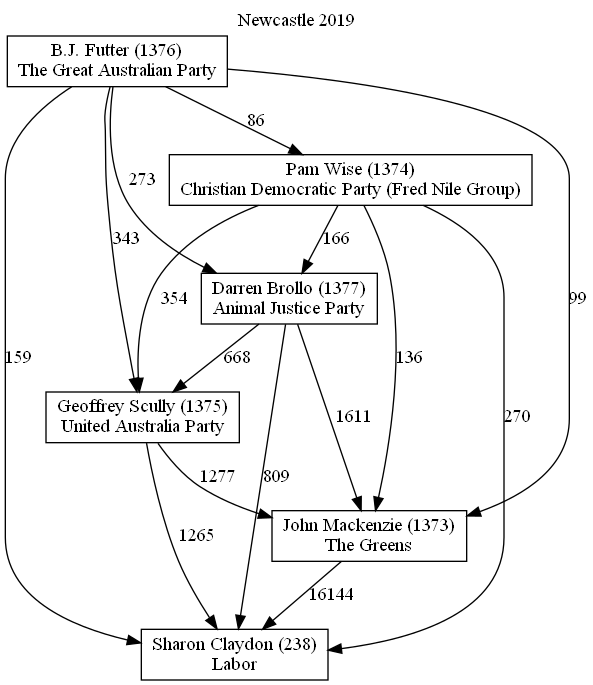 Newcastle 2019
B.J. Futter (1376)
The Great Australian Party
86
Pam Wise (1374)
Christian Democratic Party (Fred Nile Group)
273
343
166
Darren Brollo (1377)
Animal Justice Party
354
99
159
668
136
Geoffrey Scully (1375)
United Australia Party
1611
270
1277
809
John Mackenzie (1373)
The Greens
1265
16144
Sharon Claydon (238)
Labor